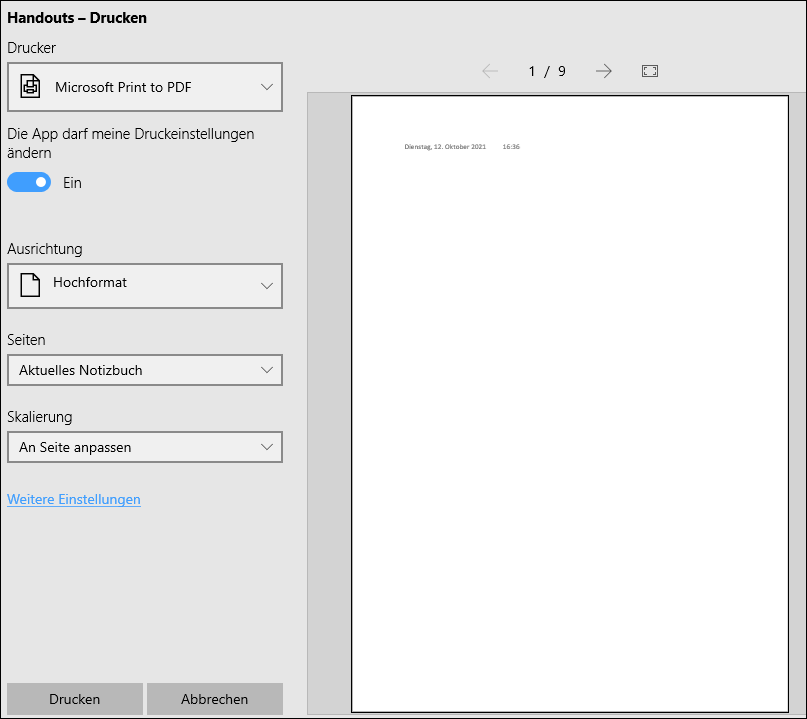 Handouts – Drucken
Drucker
Microsoft Print to PDF
Die App darf meine Druckeinstellungen
ändern
Ein
Ausrichtung
Hochformat
Seiten
Aktuelles Notizbuch
Skalierung
An Seite anpassen
Weitere Einstellungen
Drucken Abbrechen
1 / 9
Dienstag, 12. Oktober 2021 16:36